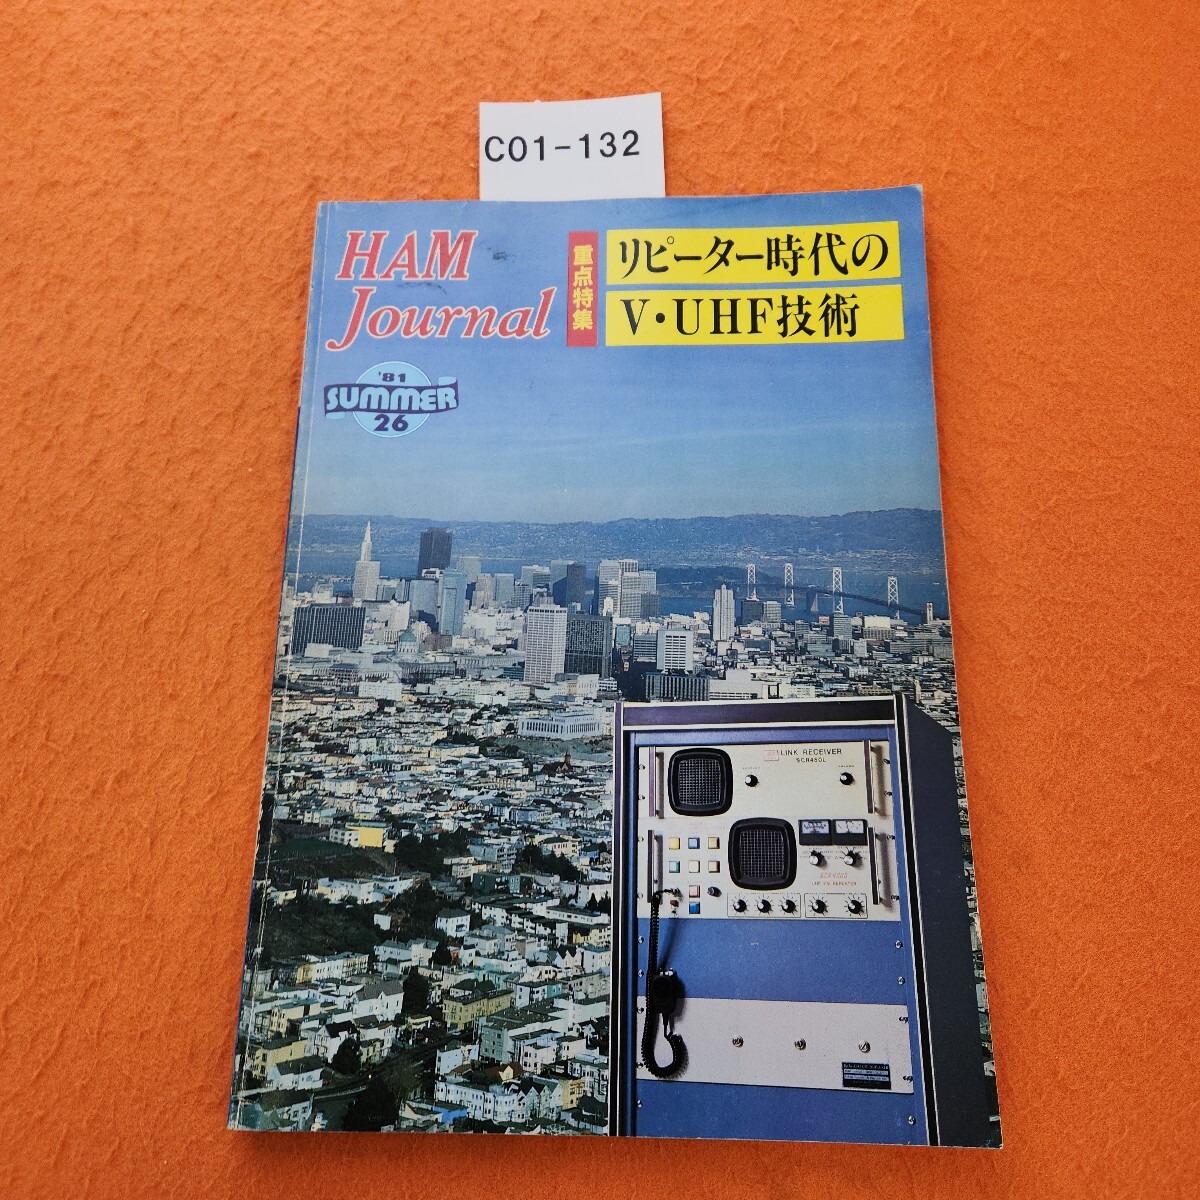 C01-132
HAM
Journal
重点特集
リピーター時代の
V・UHF技術
'81
SUMMER
26
LINK RECEIVER
SCR450L